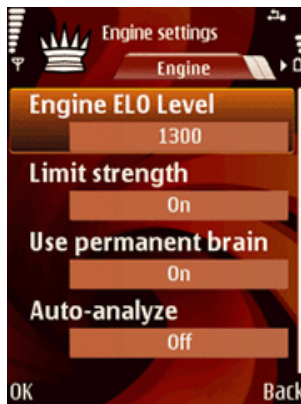 Engine settings
Engine
Engine ELO Level
1300
Limit strength
On
Use permanent brain
On
Auto-analyze
Off
OK
Back